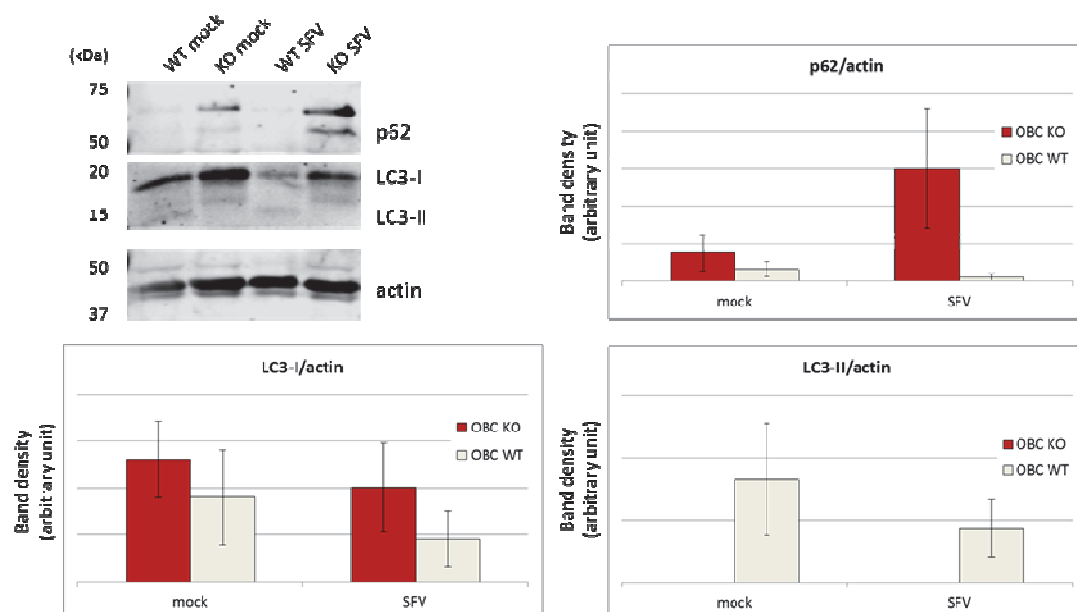 (kDa)
WT mock
KO mock
WT SFV
KO SFV
75
50
20
15
50
37
p62
LC3-I
LC3-II
actin
p62/actin
Band density
(arbitrary unit)
OBC KO
OBC WT
mock
SFV
LC3-I/actin
Band density
(arbitrary unit)
OBC KO
OBC WT
mock
SFV
LC3-II/actin
Band density
(arbitrary unit)
OBC KO
OBC WT
mock
SFV